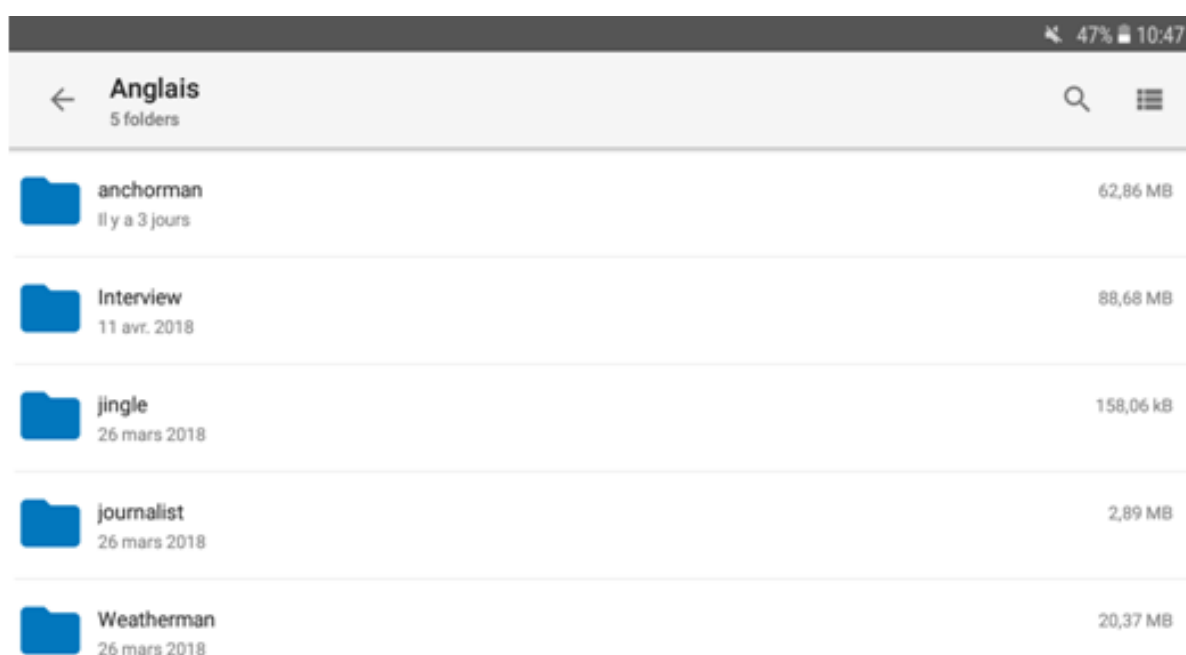 47% 10:47
Anglais
5 folders
anchorman
62,86 MB
Il y a 3 jours
Interview
88,68 MB
11 avr. 2018
jingle
158,06 kB
26 mars 2018
journalist
2,89 MB
26 mars 2018
Weatherman
20,37 MB
26 mars 2018